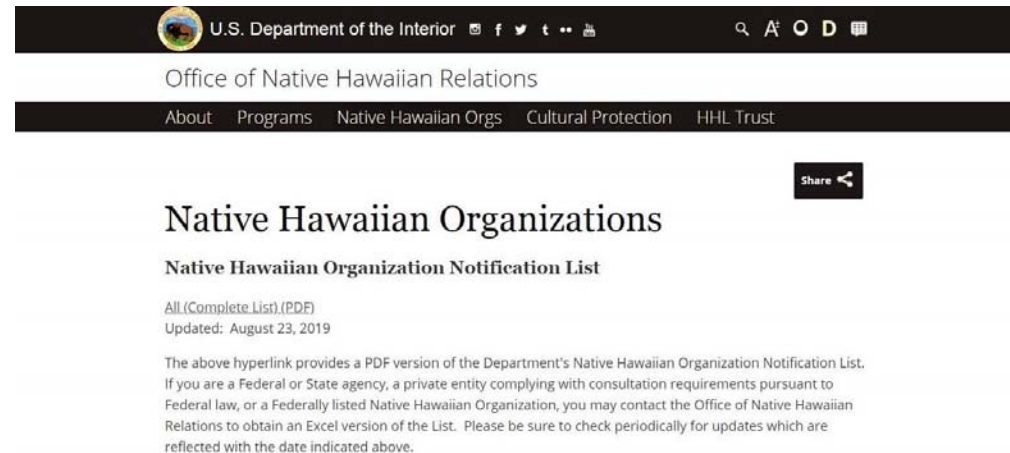 U.S. Department of the Interior
Office of Native Hawaiian Relations
About Programs Native Hawaiian Orgs Cultural Protection HHL Trust
Share
Native Hawaiian Organizations
Native Hawaiian Organization Notification List
All (Complete List) (PDF)
Updated: August 23, 2019
The above hyperlink provides a PDF version of the Department's Native Hawaiian Organization Notification List.
If you are a Federal or State agency, a private entity complying with consultation requirements pursuant to
Federal law, or a Federally listed Native Hawaiian Organization, you may contact the Office of Native Hawaiian
Relations to obtain an Excel version of the List. Please be sure to check periodically for updates which are
reflected with the date indicated above.